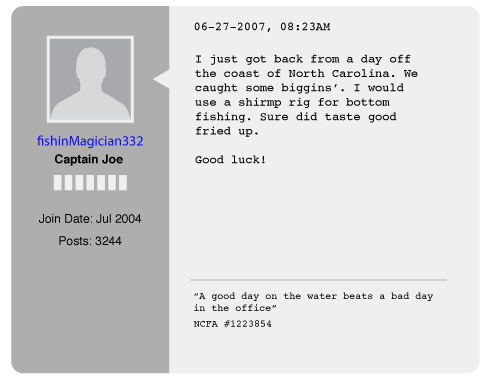 06-27-2007, 08:23AM
fishinMagician332
Captain Joe
Join Date: Jul 2004
Posts: 3244
I just got back from a day off
the coast of North Carolina. We
caught some biggins’. I would
use a shirmp rig for bottom
fishing. Sure did taste good
fried up.
Good luck!
“A good day on the water beats a bad day
in the office”
NCFA #1223854